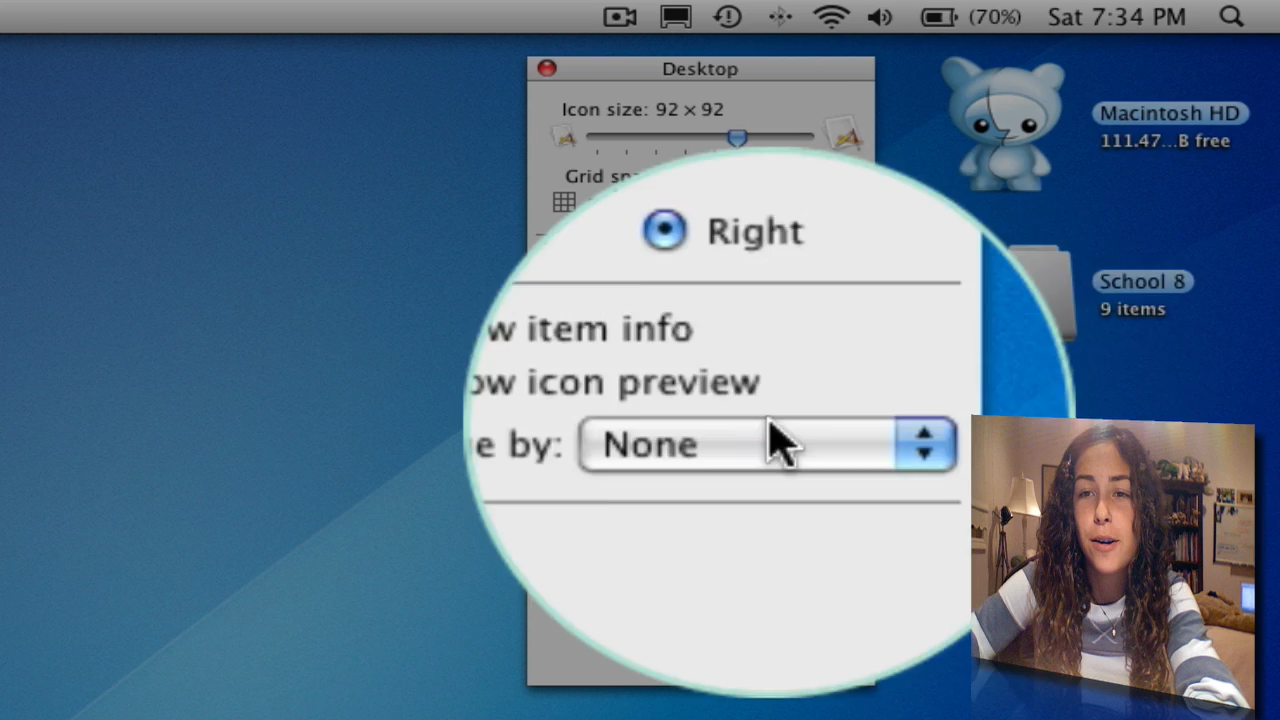 (70%) Sat 7:34 PM
Desktop
Icon size: 92 × 92
Grid
Right
item info
icon preview
by: None
Macintosh HD
111.47...B free
School 8
9 items